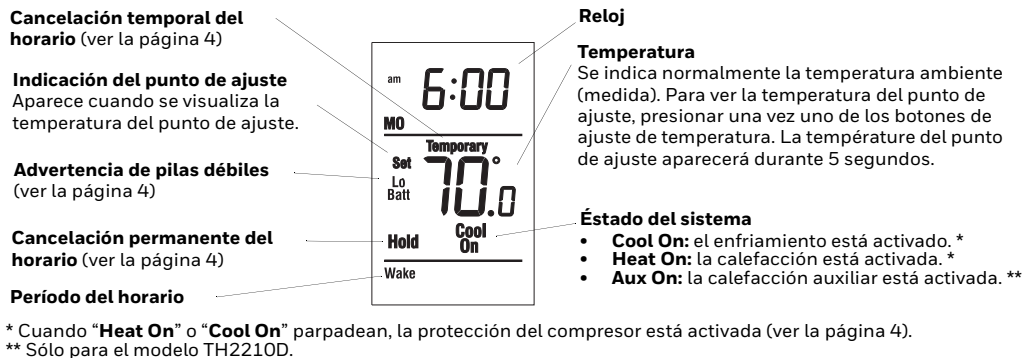 Cancelación temporal del
horario (ver la página 4)
Indicación del punto de ajuste
Aparece cuando se visualiza la
temperatura del punto de ajuste.
Advertencia de pilas débiles
(ver la página 4)
Cancelación permanente del
horario (ver la página 4)
Período del horario
am
6:00
MO
Temporary
Set
70.0°
Lo
Batt
Cool
On
Hold
Wake
Reloj
Temperatura
Se indica normalmente la temperatura ambiente
(medida). Para ver la temperatura del punto de
ajuste, presionar una vez uno de los botones de
ajuste de temperatura. La température del punto
de ajuste aparecerá durante 5 segundos.
Éstado del sistema
• Cool On: el enfriamiento está activado. *
• Heat On: la calefacción está activada. *
• Aux On: la calefacción auxiliar está activada. **
* Cuando “Heat On” o “Cool On” parpadean, la protección del compresor está activada (ver la página 4).
** Sólo para el modelo TH2210D.